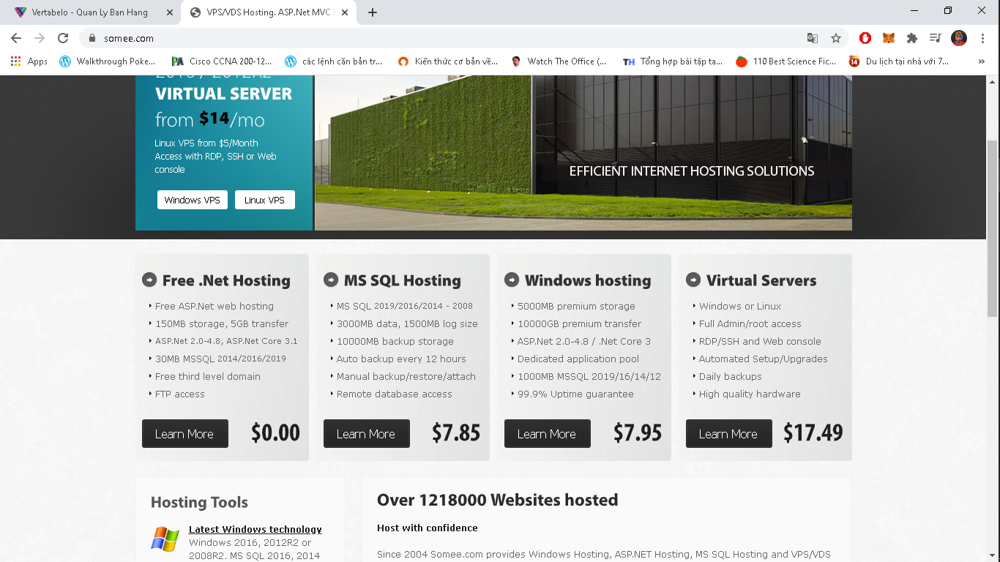 Vertabelo - Quan Ly Ban Hang
VPS/VDS Hosting. ASP.Net MVC
somee.com
Apps
Walkthrough Poke...
Cisco CCNA 200-12...
các lệnh căn bản tr...
Kiến thức cơ bản về...
Watch The Office (...
TH Tổng hợp bài tập ta...
110 Best Science Fic...
14 Du lịch tại nhà với 7...
2016 / 2012R2
VIRTUAL SERVER
from $14/mo
Linux VPS from $5/Month
Access with RDP, SSH or Web
console
Windows VPS
Linux VPS
EFFICIENT INTERNET HOSTING SOLUTIONS
Free .Net Hosting
Free ASP.Net web hosting
150MB storage, 5GB transfer
ASP.Net 2.0-4.8, ASP.Net Core 3.1
30MB MSSQL 2014/2016/2019
Free third level domain
FTP access
Learn More
$0.00
MS SQL Hosting
MS SQL 2019/2016/2014 - 2008
3000MB data, 1500MB log size
10000MB backup storage
Auto backup every 12 hours
Manual backup/restore/attach
Remote database access
Learn More
$7.85
Windows hosting
5000MB premium storage
10000GB premium transfer
ASP.Net 2.0-4.8 / .Net Core 3
Dedicated application pool
1000MB MSSQL 2019/16/14/12
99.9% Uptime guarantee
Learn More
$7.95
Virtual Servers
Windows or Linux
Full Admin/root access
RDP/SSH and Web console
Automated Setup/Upgrades
Daily backups
High quality hardware
Learn More
$17.49
Hosting Tools
Latest Windows technology
Windows 2016, 2012R2 or
2008R2. MS SQL 2016, 2014
Over 1218000 Websites hosted
Host with confidence
Since 2004 Somee.com provides Windows Hosting, ASP.NET Hosting, MS SQL Hosting and VPS/VDS